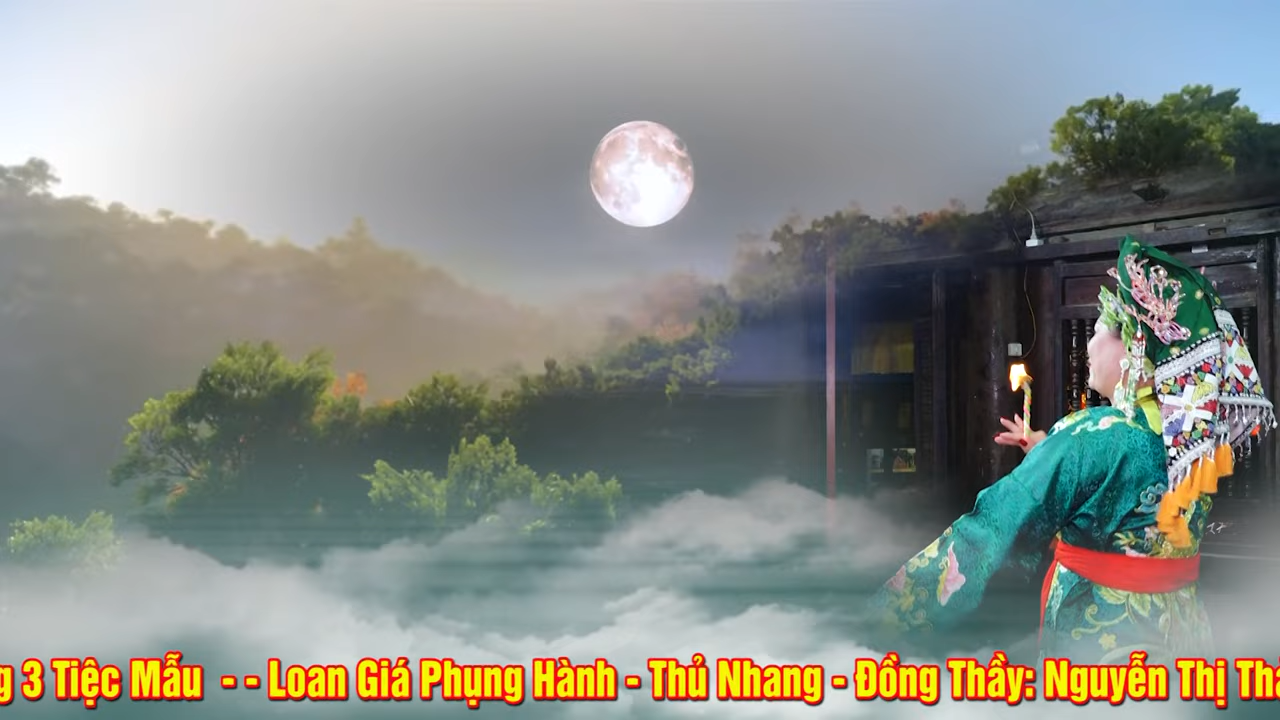 3 Tiệc Mẫu - - Loan Giá Phụng Hành - Thủ Nhang - Đồng Thầy: Nguyễn Thị